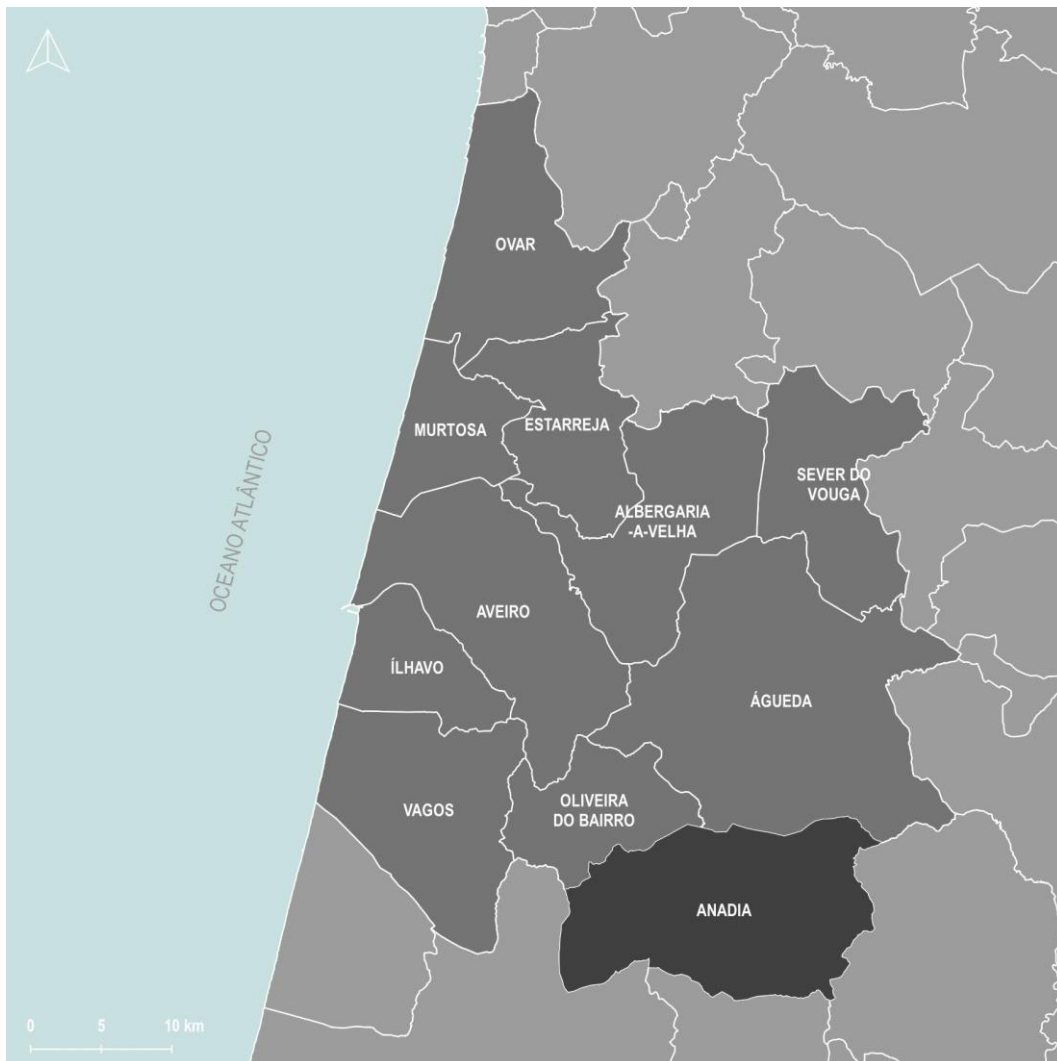 OVAR
MURTOSA
ESTARREJA
OCEANO ATLÂNTICO
SEVER DO
VOUGA
ALBERGARIA
-A-VELHA
AVEIRO
ÍLHAVO
ÁGUEDA
VAGOS
OLIVEIRA
DO BAIRRO
ANADIA
0 5 10 km